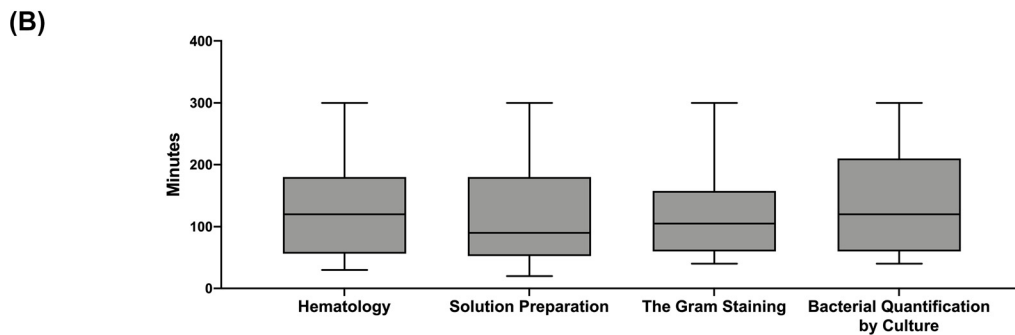 (B)
400
300
200
100
0
Minutes
Hematology
Solution Preparation
The Gram Staining
Bacterial Quantification
by Culture